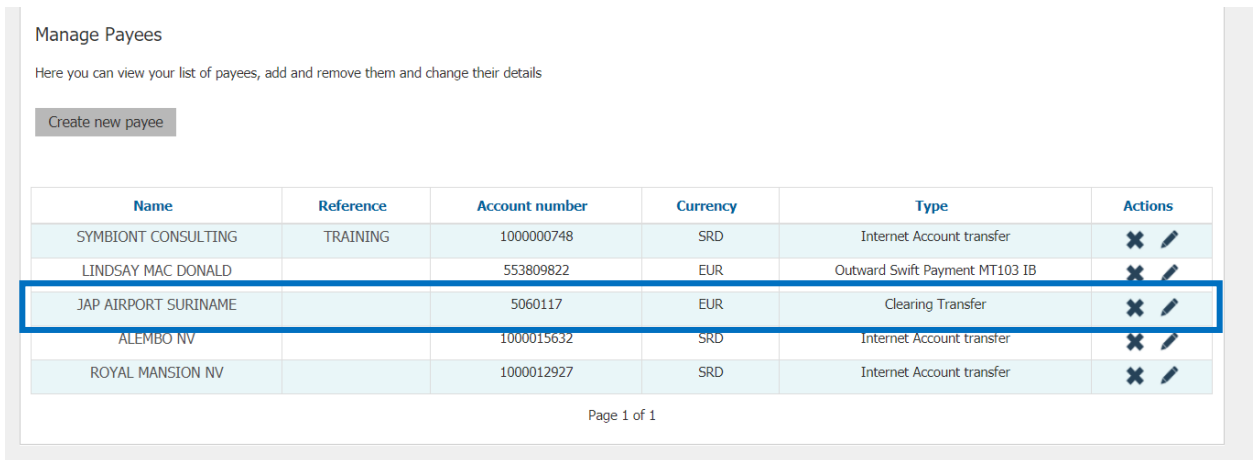 Manage Payees
Here you can view your list of payees, add and remove them and change their details
Create new payee
Name Reference Account number Currency Type Actions
SYMBIONT CONSULTING TRAINING 1000000748 SRD Internet Account transfer
LINDSAY MAC DONALD 553809822 EUR Outward Swift Payment MT103 IB
JAP AIRPORT SURINAME 5060117 EUR Clearing Transfer
ALEMBO NV 1000015632 SRD Internet Account transfer
ROYAL MANSION NV 1000012927 SRD Internet Account transfer
Page 1 of 1